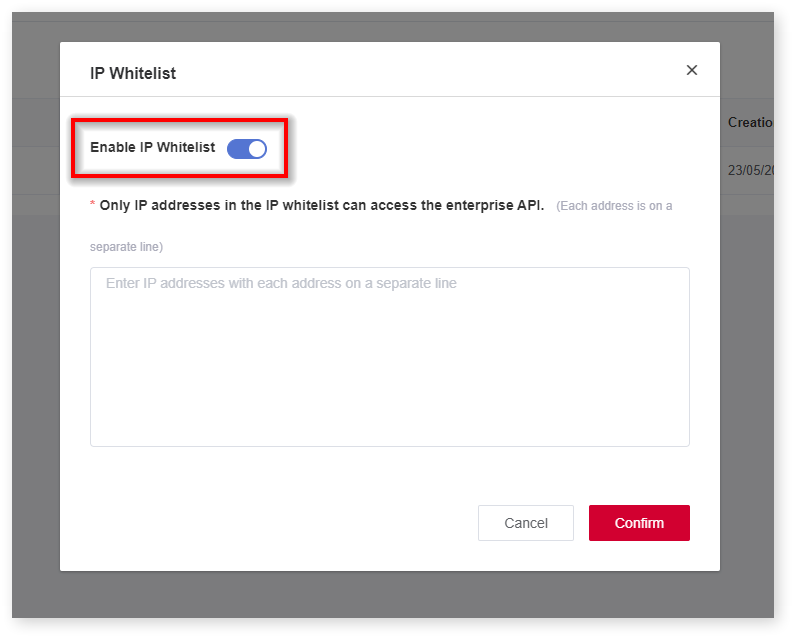 IP Whitelist
Creatio
Enable IP Whitelist
23/05/20
* Only IP addresses in the IP whitelist can access the enterprise API. (Each address is on a
separate line)
Enter IP addresses with each address on a separate line
Cancel Confirm